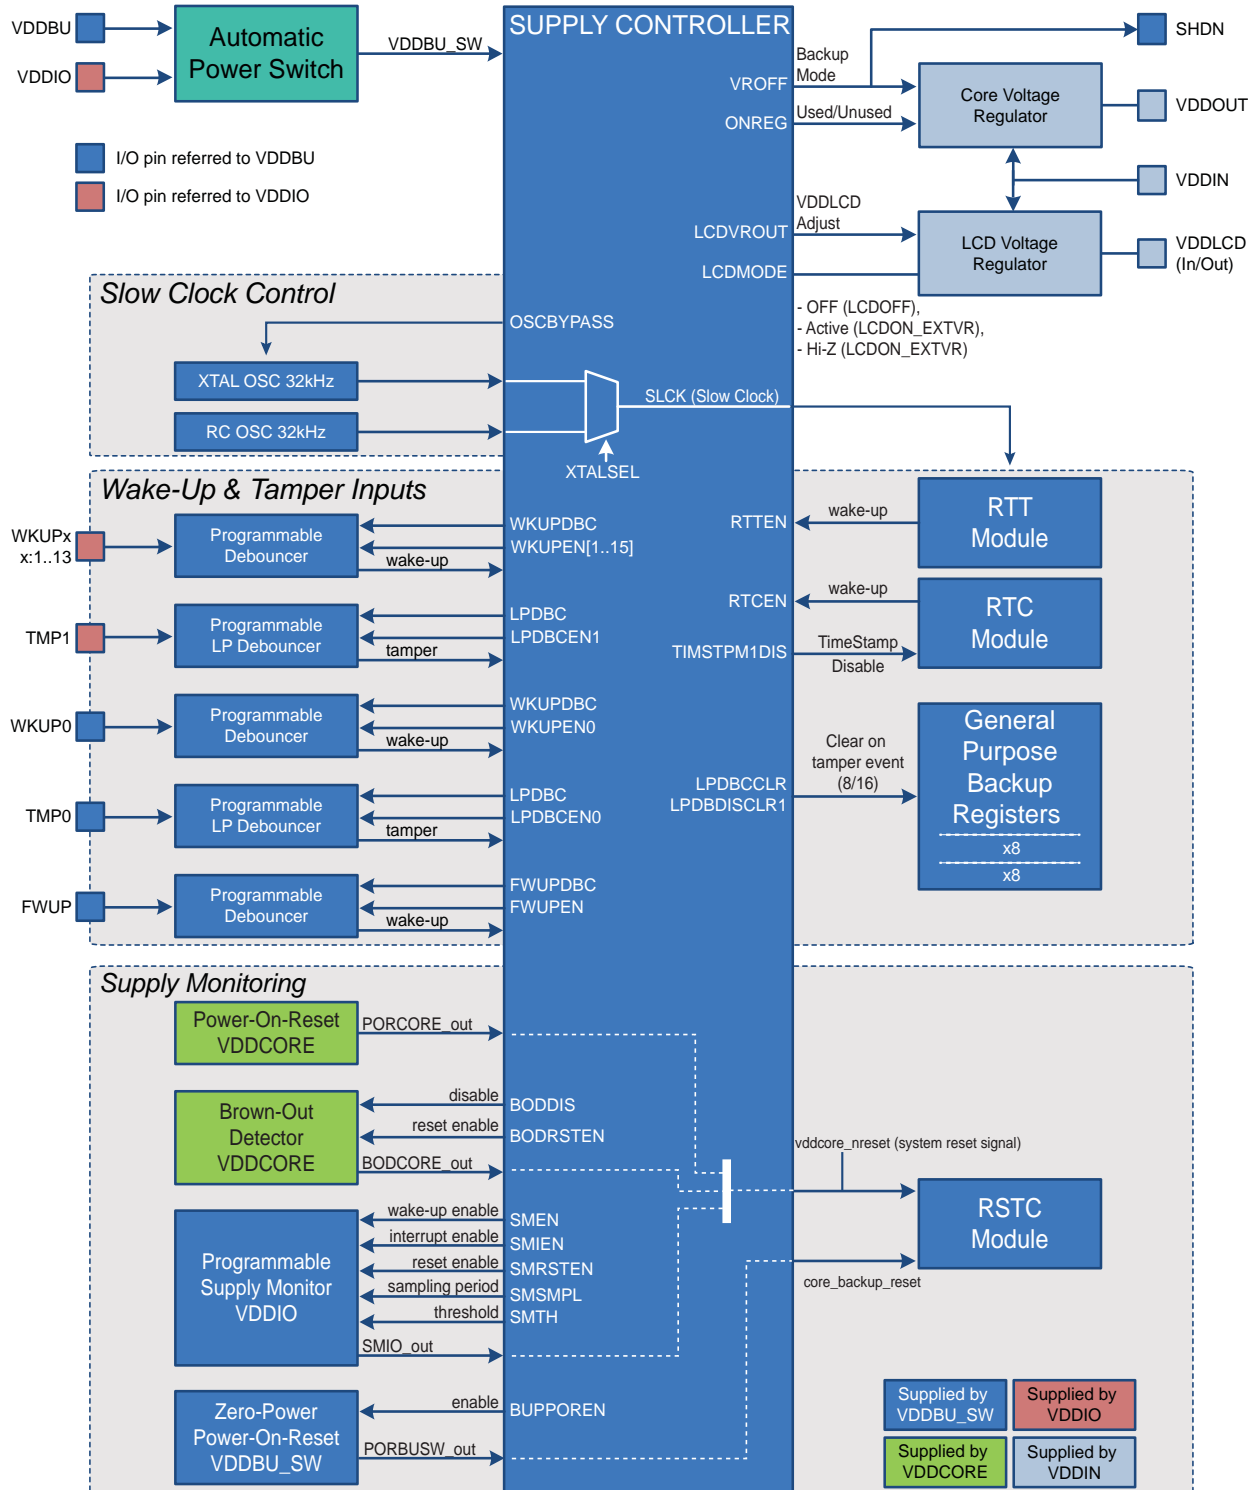 SUPPLY CONTROLLER
VDDBU
VDDIO
Automatic
Power Switch
VDDBU_SW
I/O pin referred to VDDBU
I/O pin referred to VDDIO
Backup
Mode
VROFF
ONREG
Used/Unused
SHDN
Core Voltage
Regulator
VDDOUT
VDDIN
VDDLCD
Adjust
LCDVROUT
LCDMODE
LCD Voltage
Regulator
VDDLCD
(In/Out)
- OFF (LCDOFF),
- Active (LCDON_EXTVR),
- Hi-Z (LCDON_EXTVR)
Slow Clock Control
OSCBYPASS
XTAL OSC 32kHz
RC OSC 32kHz
SLCK (Slow Clock)
XTALSEL
Wake-Up & Tamper Inputs
WKUPx
x:1..13
Programmable
Debouncer
WKUPDBC
WKUPEN[1..15]
wake-up
TMP1
Programmable
LP Debouncer
LPDBC
LPDBCEN1
tamper
WKUP0
Programmable
Debouncer
WKUPDBC
WKUPEN0
wake-up
TMP0
Programmable
LP Debouncer
LPDBC
LPDBCEN0
tamper
FWUP
Programmable
Debouncer
FWUPDBC
FWUPEN
wake-up
RTTEN
wake-up
RTT
Module
RTCEN
wake-up
RTC
Module
TIMSTPM1DIS
TimeStamp
Disable
LPDBCCLR
LPDBDISCLR1
Clear on
tamper event
(8/16)
General
Purpose
Backup
Registers
x8
x8
Supply Monitoring
Power-On-Reset
VDDCORE
PORCORE_out
Brown-Out
Detector
VDDCORE
disable
BODDIS
reset enable
BODRSTEN
BODCORE_out
Programmable
Supply Monitor
VDDIO
wake-up enable
SMEN
interrupt enable
SMIEN
reset enable
SMRSTEN
sampling period
SMSMPL
threshold
SMTH
SMIO_out
Zero-Power
Power-On-Reset
VDDBU_SW
enable
BUPPOREN
PORBUSW_out
vddcore_nreset (system reset signal)
RSTC
Module
core_backup_reset
Supplied by
VDDBU_SW
Supplied by
VDDIO
Supplied by
VDDCORE
Supplied by
VDDIN